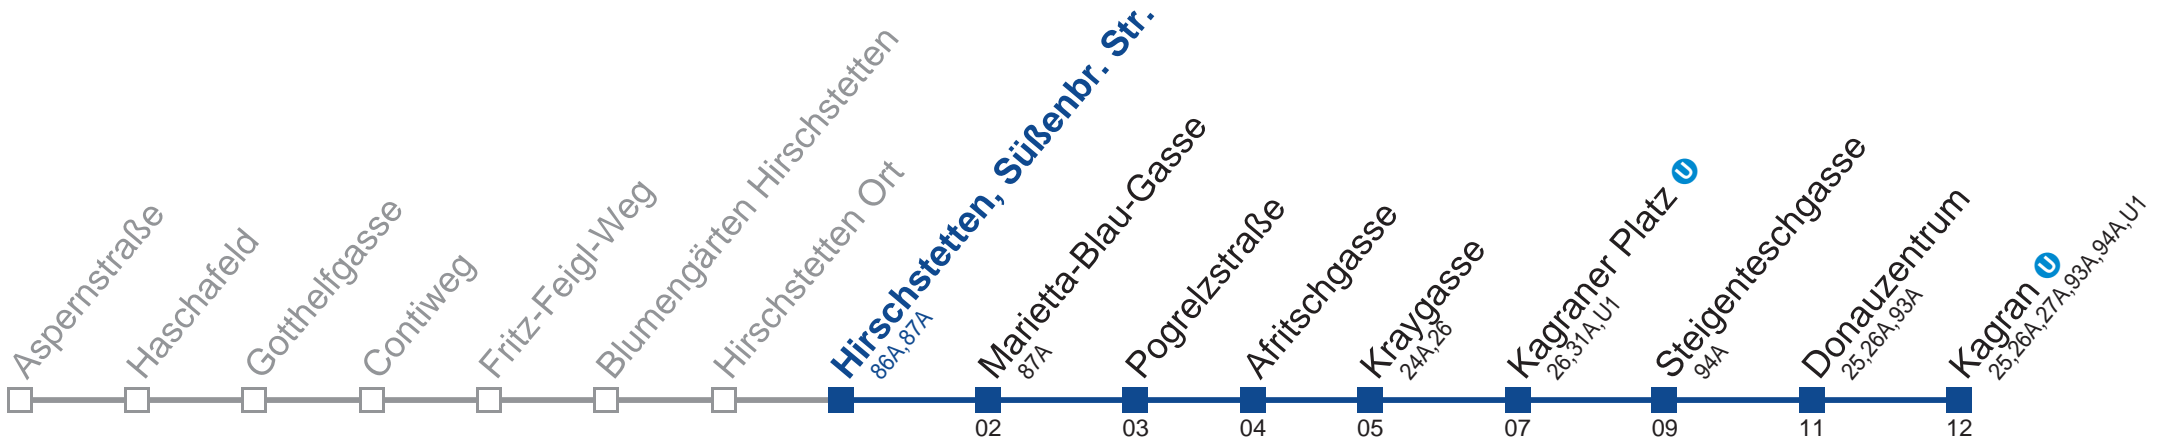 Aspernstraße
Haschafeld
Gotthelfgasse
Contiweg
Fritz-Feigl-Weg
Blumengärten Hirschstetten
Hirschstetten Ort
Hirschstetten, Süßenbr. Str.
86A,87A
Marietta-Blau-Gasse
87A
Pogrelzstraße
Afritschgasse
Kraygasse
24A,26
Kagraner Platz U
26,31A,U1
Steigenteschgasse
94A
Donauzentrum
25,26A,93A
Kagran U
25,26A,27A,93A,94A,U1
02 03 04 05 07 09 11 12